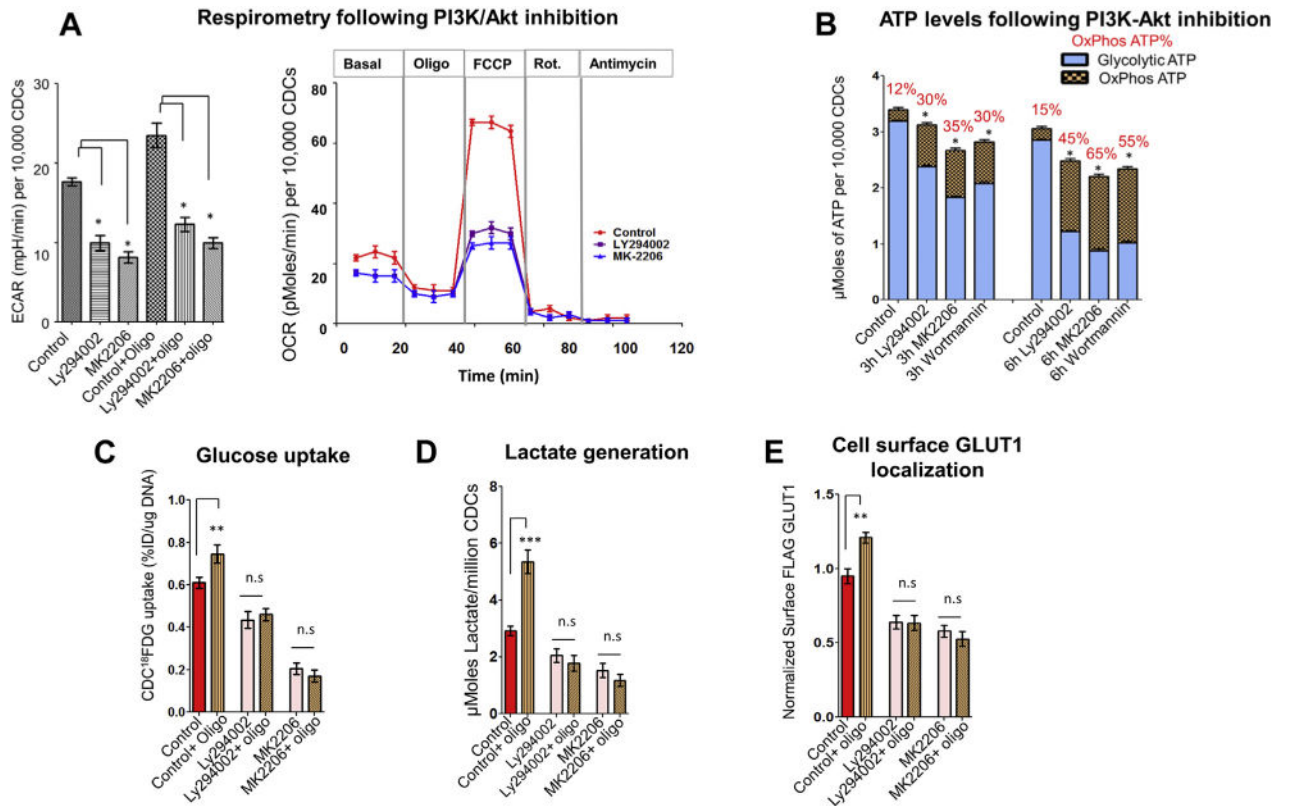 A
Respirometry following PI3K/Akt inhibition
ECAR (mpH/min) per 10,000 CDCs
30
20
10
0
*
*
*
*
Control
Ly294002
MK2206
Control+Oligo
Ly294002+oligo
MK2206+oligo
Basal
Oligo
FCCP
Rot.
Antimycin
OCR (pMoles/min) per 10,000 CDCs
80
60
40
20
0
Control
LY294002
MK-2206
0 20 40 60 80 100 120
Time (min)
B
ATP levels following PI3K-Akt inhibition
OxPhos ATP%
Glycolytic ATP
OxPhos ATP
µMoles of ATP per 10,000 CDCs
4
3
2
1
0
12%
30%
35%
30%
15%
45%
65%
55%
*
*
*
*
*
*
Control
3h Ly294002
3h MK2206
3h Wortmannin
Control
6h Ly294002
6h MK2206
6h Wortmannin
C
Glucose uptake
CDC¹⁸FDG uptake (%ID/ug DNA)
1.0
0.8
0.6
0.4
0.2
0.0
**
n.s
n.s
Control
Control+ Oligo
Ly294002
Ly294002+ oligo
MK2206
MK2206+ oligo
D
Lactate generation
µMoles Lactate/million CDCs
8
6
4
2
0
***
n.s
n.s
Control
Control+ oligo
Ly294002
Ly294002+ oligo
MK2206
MK2206+ oligo
E
Cell surface GLUT1
localization
Normalized Surface FLAG GLUT1
1.5
1.0
0.5
0.0
**
n.s
n.s
Control
Control+ oligo
Ly294002
Ly294002+ oligo
MK2206
MK2206+ oligo